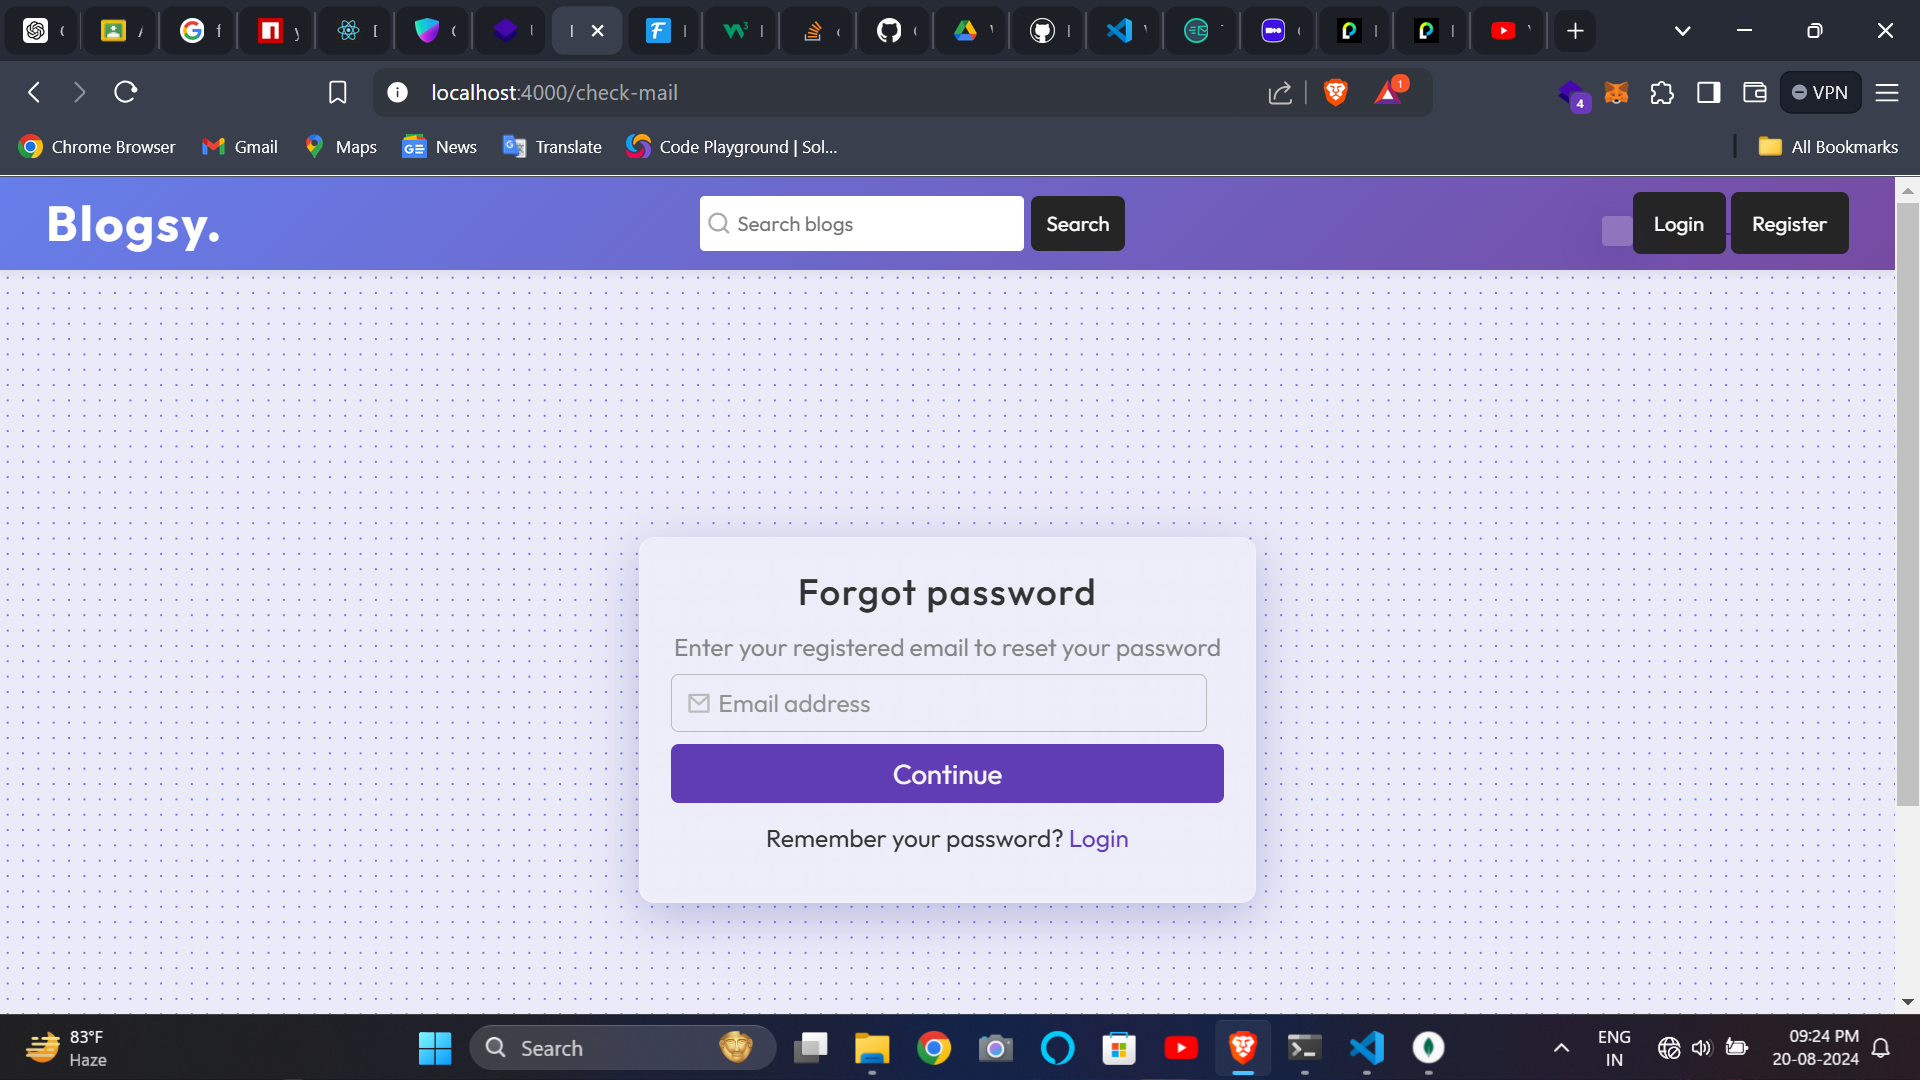 localhost:4000/check-mail
1
4
VPN
Chrome Browser
Gmail
Maps
News
Translate
Code Playground | Sol...
All Bookmarks
Blogsy.
Search blogs
Search
Login
Register
Forgot password
Enter your registered email to reset your password
Email address
Continue
Remember your password? Login
83°F
Haze
Search
ENG
IN
09:24 PM
20-08-2024